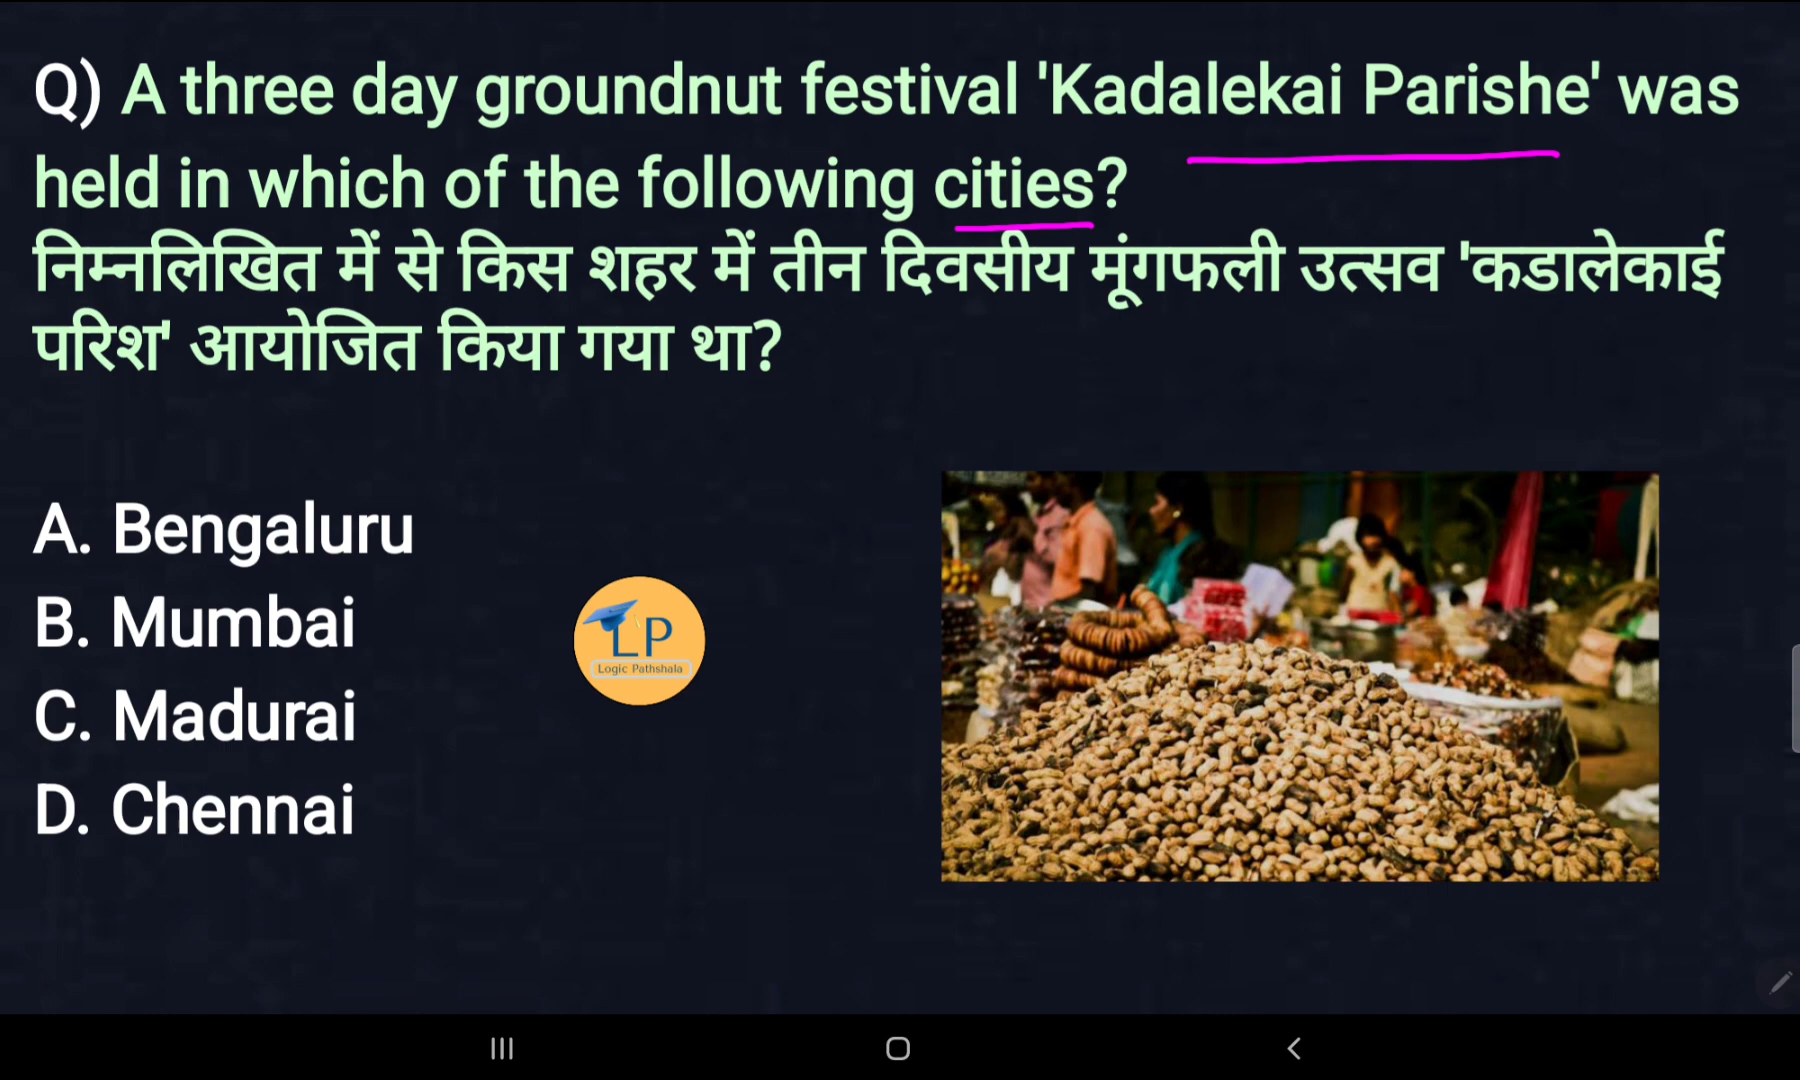 Q) A three day groundnut festival 'Kadalekai Parishe' was
held in which of the following cities?
निम्नलिखित में से किस शहर में तीन दिवसीय मूंगफली उत्सव 'कडालेकाई
परिश' आयोजित किया गया था?
A. Bengaluru
B. Mumbai
C. Madurai
D. Chennai
LP
Logic Pathshala